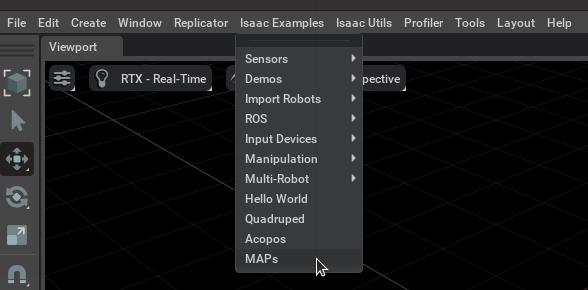 File Edit Create Window Replicator Isaac Examples Isaac Utils Profiler Tools Layout Help
Viewport
RTX - Real-Time
spective
Sensors
Demos
Import Robots
ROS
Input Devices
Manipulation
Multi-Robot
Hello World
Quadruped
Acopos
MAPs